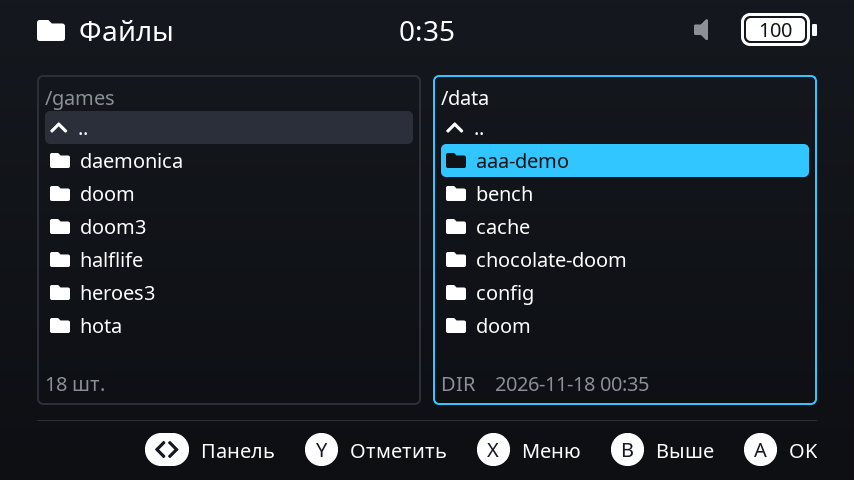 Файлы 0:35 100
/games
..
daemonica
doom
doom3
halflife
heroes3
hota
18 шт.
/data
..
aaa-demo
bench
cache
chocolate-doom
config
doom
DIR 2026-11-18 00:35
Панель Y Отметить X Меню B Выше A OK